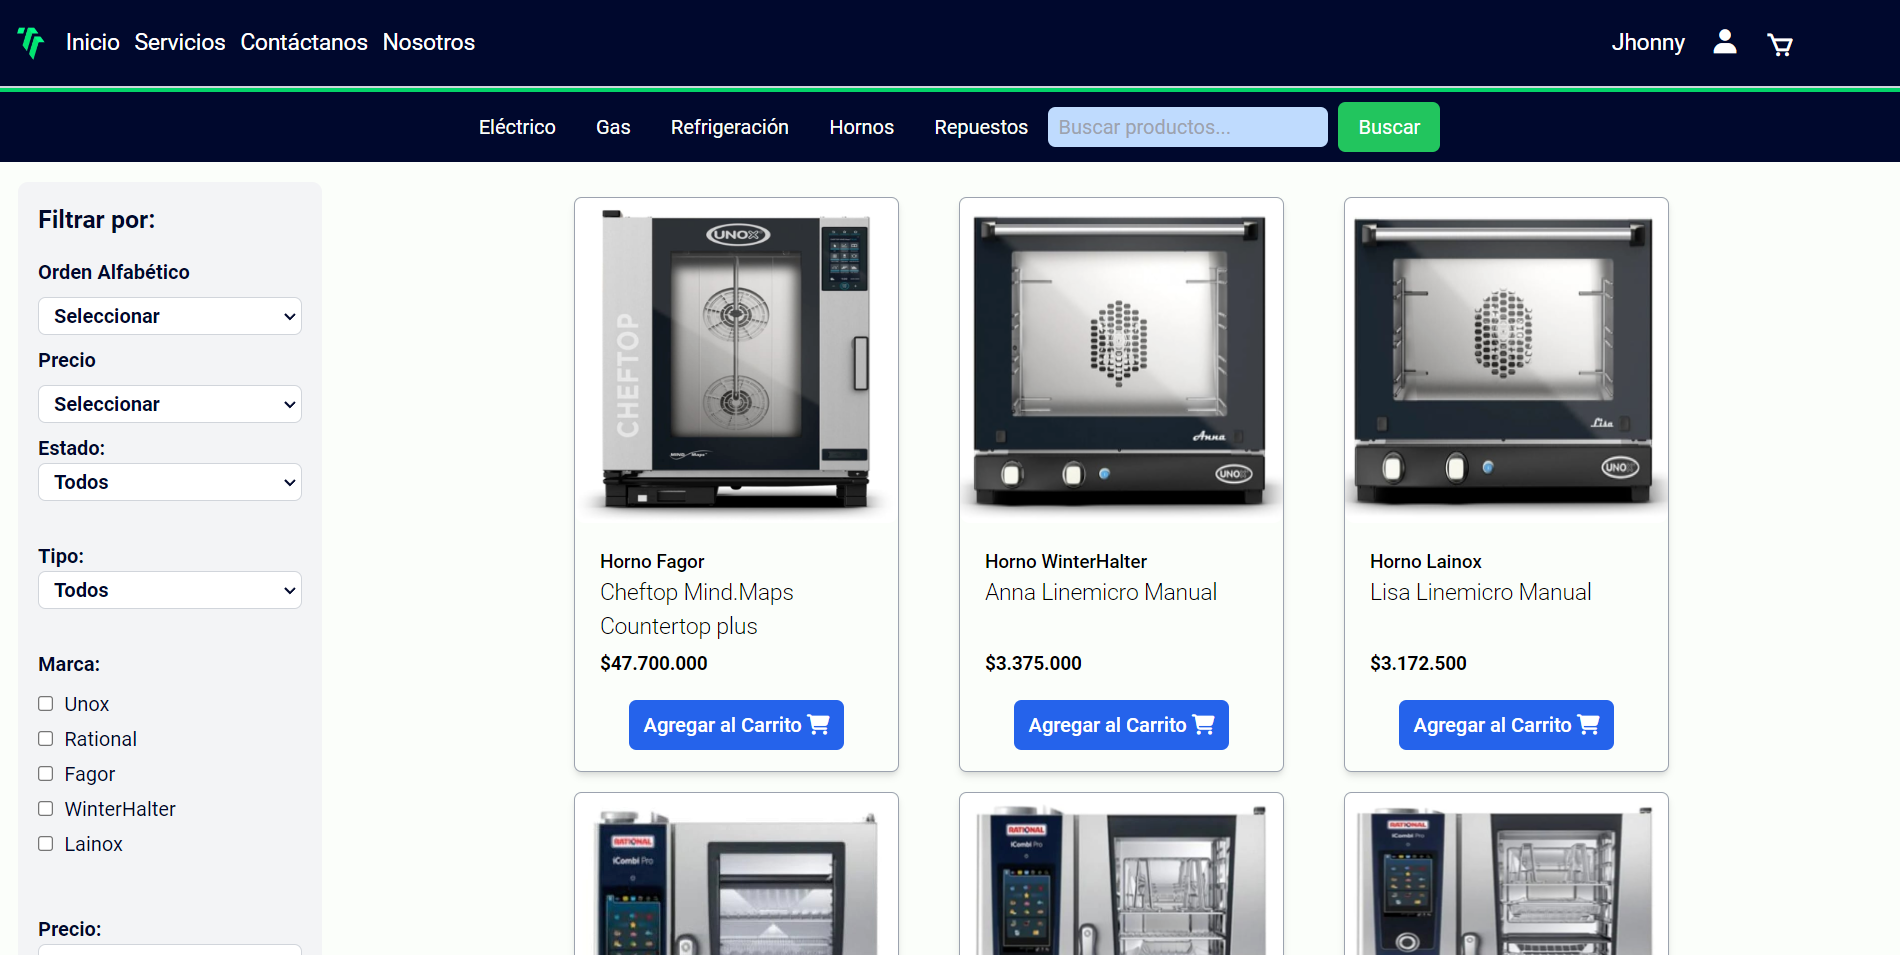 Inicio Servicios Contáctanos Nosotros Jhonny
Eléctrico Gas Refrigeración Hornos Repuestos Buscar productos... Buscar
Filtrar por:
Orden Alfabético
Seleccionar
Precio
Seleccionar
Estado:
Todos
Tipo:
Todos
Marca:
Unox
Rational
Fagor
WinterHalter
Lainox
Precio:
UNOX
CHEFTOP
Horno Fagor
Cheftop Mind.Maps
Countertop plus
$47.700.000
Agregar al Carrito
Anna
UNOX
Horno WinterHalter
Anna Linemicro Manual
$3.375.000
Agregar al Carrito
Lisa
UNOX
Horno Lainox
Lisa Linemicro Manual
$3.172.500
Agregar al Carrito
RATIONAL
iCombi Pro
RATIONAL
iCombi Pro
RATIONAL
iCombi Pro